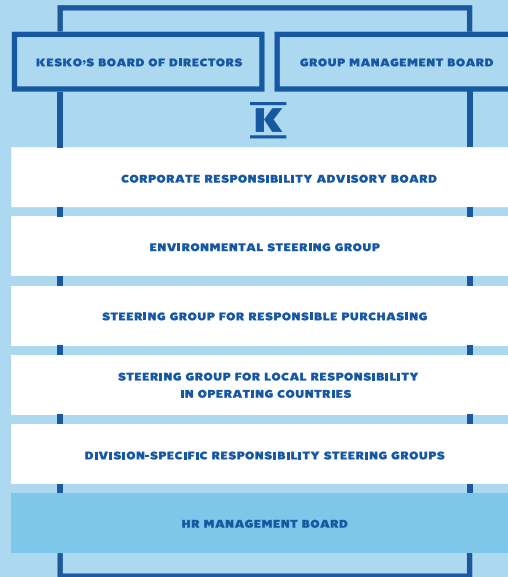 KESKO'S BOARD OF DIRECTORS
GROUP MANAGEMENT BOARD
K
CORPORATE RESPONSIBILITY ADVISORY BOARD
ENVIRONMENTAL STEERING GROUP
STEERING GROUP FOR RESPONSIBLE PURCHASING
STEERING GROUP FOR LOCAL RESPONSIBILITY
IN OPERATING COUNTRIES
DIVISION-SPECIFIC RESPONSIBILITY STEERING GROUPS
HR MANAGEMENT BOARD